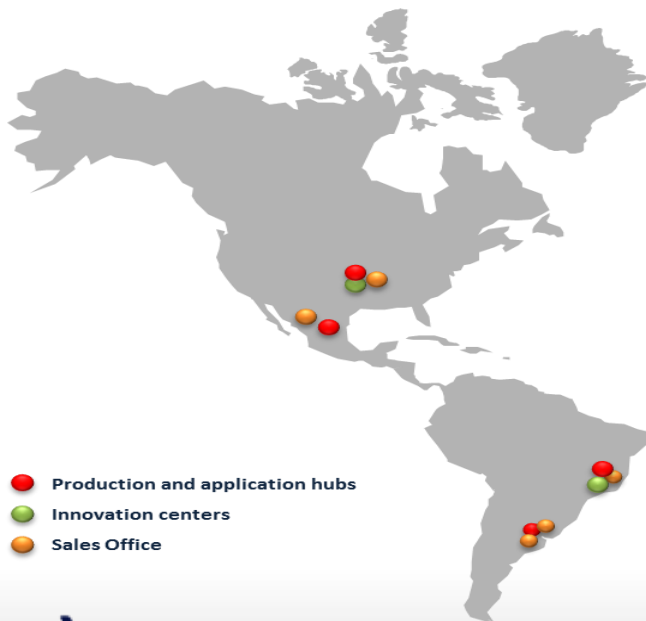 Production and application hubs
Innovation centers
Sales Office